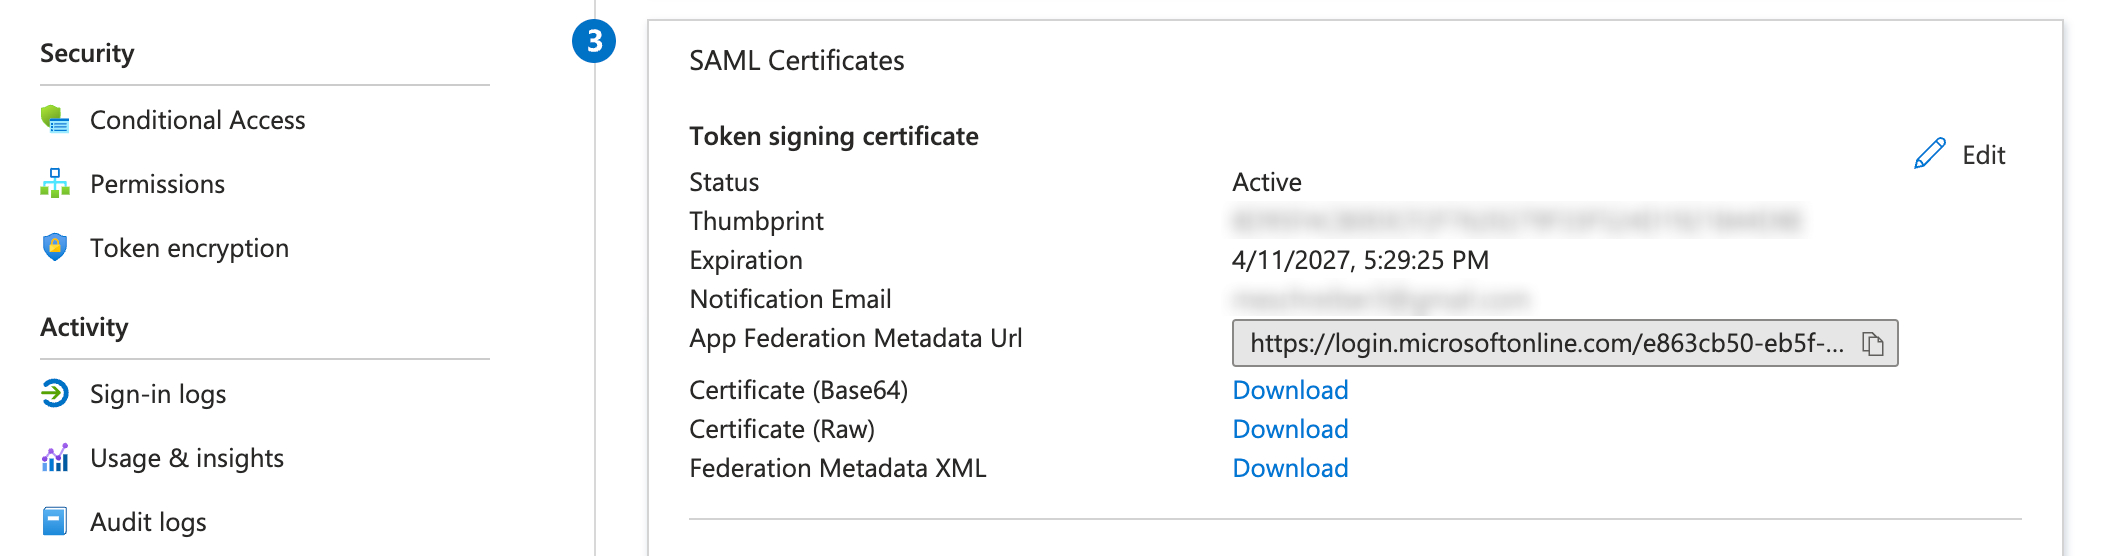 Security
Conditional Access
Permissions
Token encryption
Activity
Sign-in logs
Usage & insights
Audit logs
3
SAML Certificates
Token signing certificate
Edit
Status Active
Thumbprint
Expiration 4/11/2027, 5:29:25 PM
Notification Email
App Federation Metadata Url https://login.microsoftonline.com/e863cb50-eb5f-...
Certificate (Base64) Download
Certificate (Raw) Download
Federation Metadata XML Download